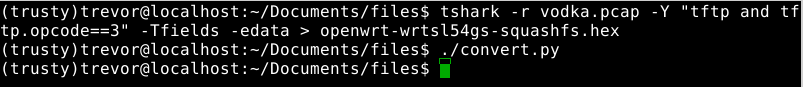 (trusty)trevor@localhost:~/Documents/files$ tshark -r vodka.pcap -Y "tftp and tf
tp.opcode==3" -Tfields -edata > openwrt-wrtsl54gs-squashfs.hex
(trusty)trevor@localhost:~/Documents/files$ ./convert.py
(trusty)trevor@localhost:~/Documents/files$